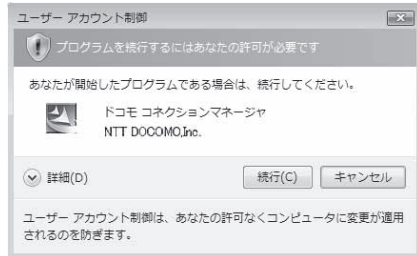 ユーザー アカウント制御
プログラムを続行するにはあなたの許可が必要です
あなたが開始したプログラムである場合は、続行してください。
ドコモ コネクションマネージャ
NTT DOCOMO,Inc.
詳細(D)
続行(C)
キャンセル
ユーザー アカウント制御は、あなたの許可なくコンピュータに変更が適用
されるのを防ぎます。